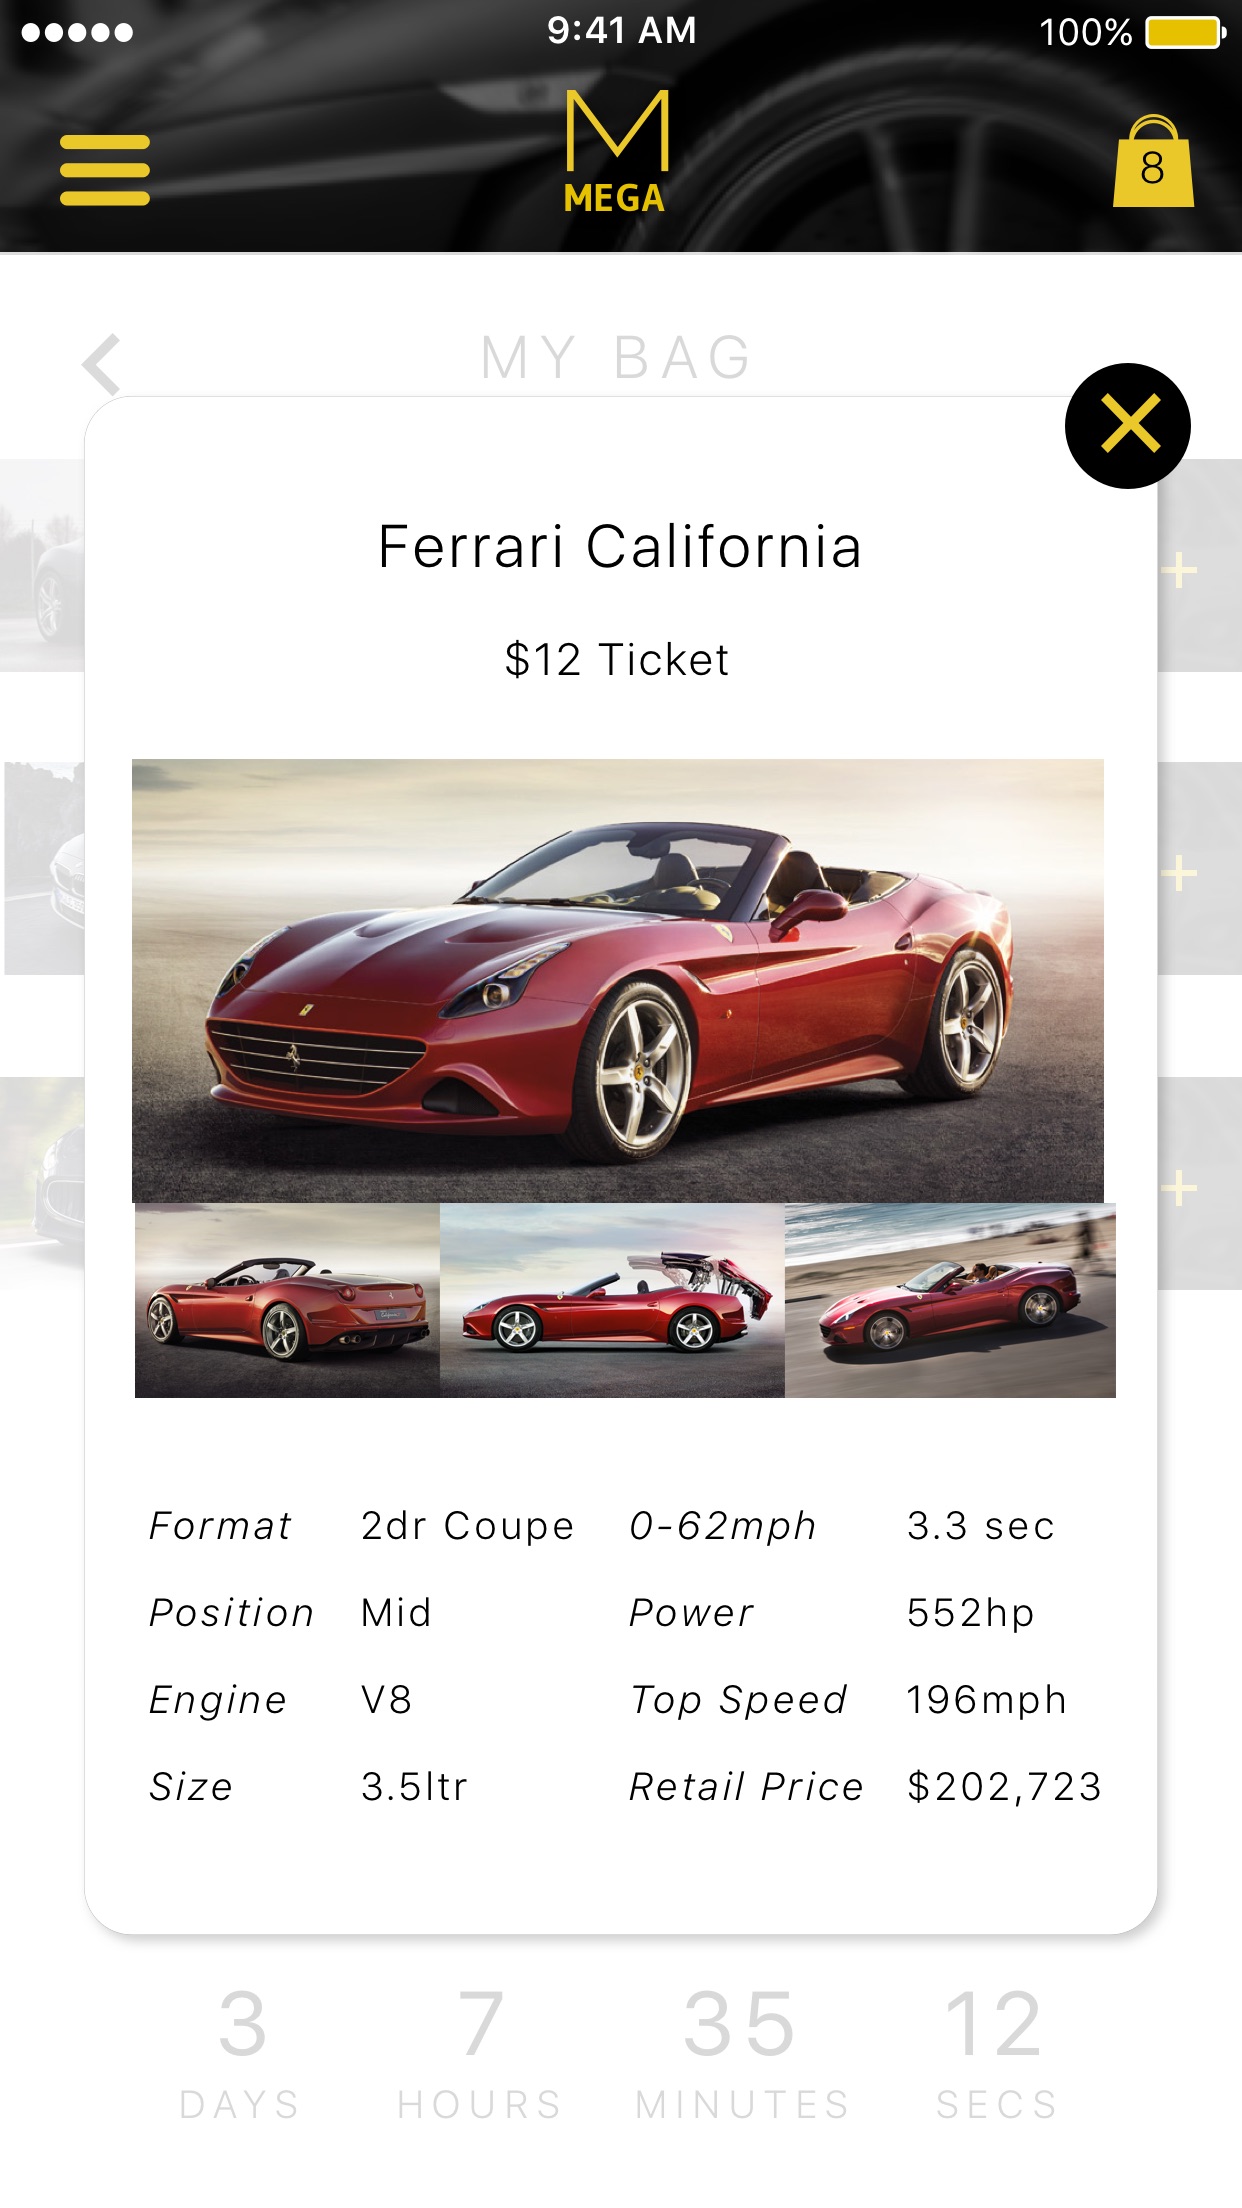 9:41 AM
100%
M
MEGA
8
MY BAG
Ferrari California
$12 Ticket
Format 2dr Coupe 0-62mph 3.3 sec
Position Mid Power 552hp
Engine V8 Top Speed 196mph
Size 3.5ltr Retail Price $202,723
3 7 35 12
DAYS HOURS MINUTES SECS